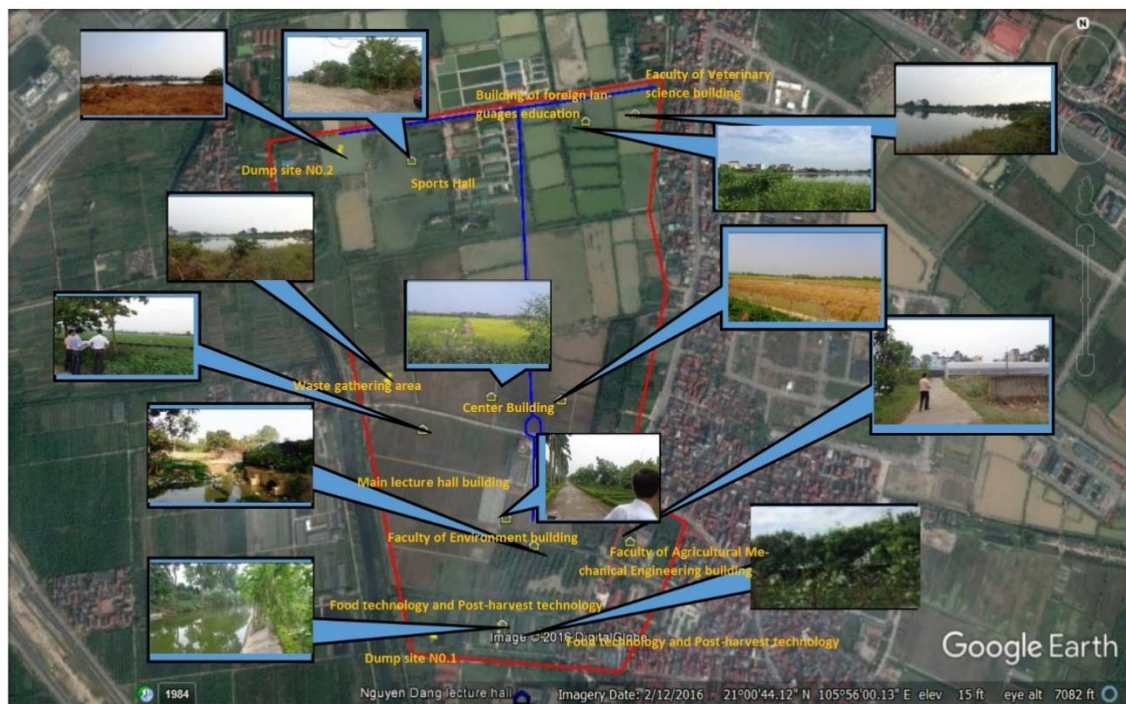 N
Faculty of Veterinary
science building
Building of foreign lan-
guages education
Dump site N0.2
Sports Hall
Waste gathering area
Center Building
Main lecture hall building
Faculty of Environment building
Faculty of Agricultural Me-
chanical Engineering building
Food technology and Post-harvest technology
Image © 2016 DigitalGlobe
Food technology and Post-harvest technology
Dump site N0.1
Google Earth
1984
Nguyen Dang lecture hall
Imagery Date: 2/12/2016 21°00'44.12" N 105°56'00.13" E elev 15 ft eye alt 7082 ft